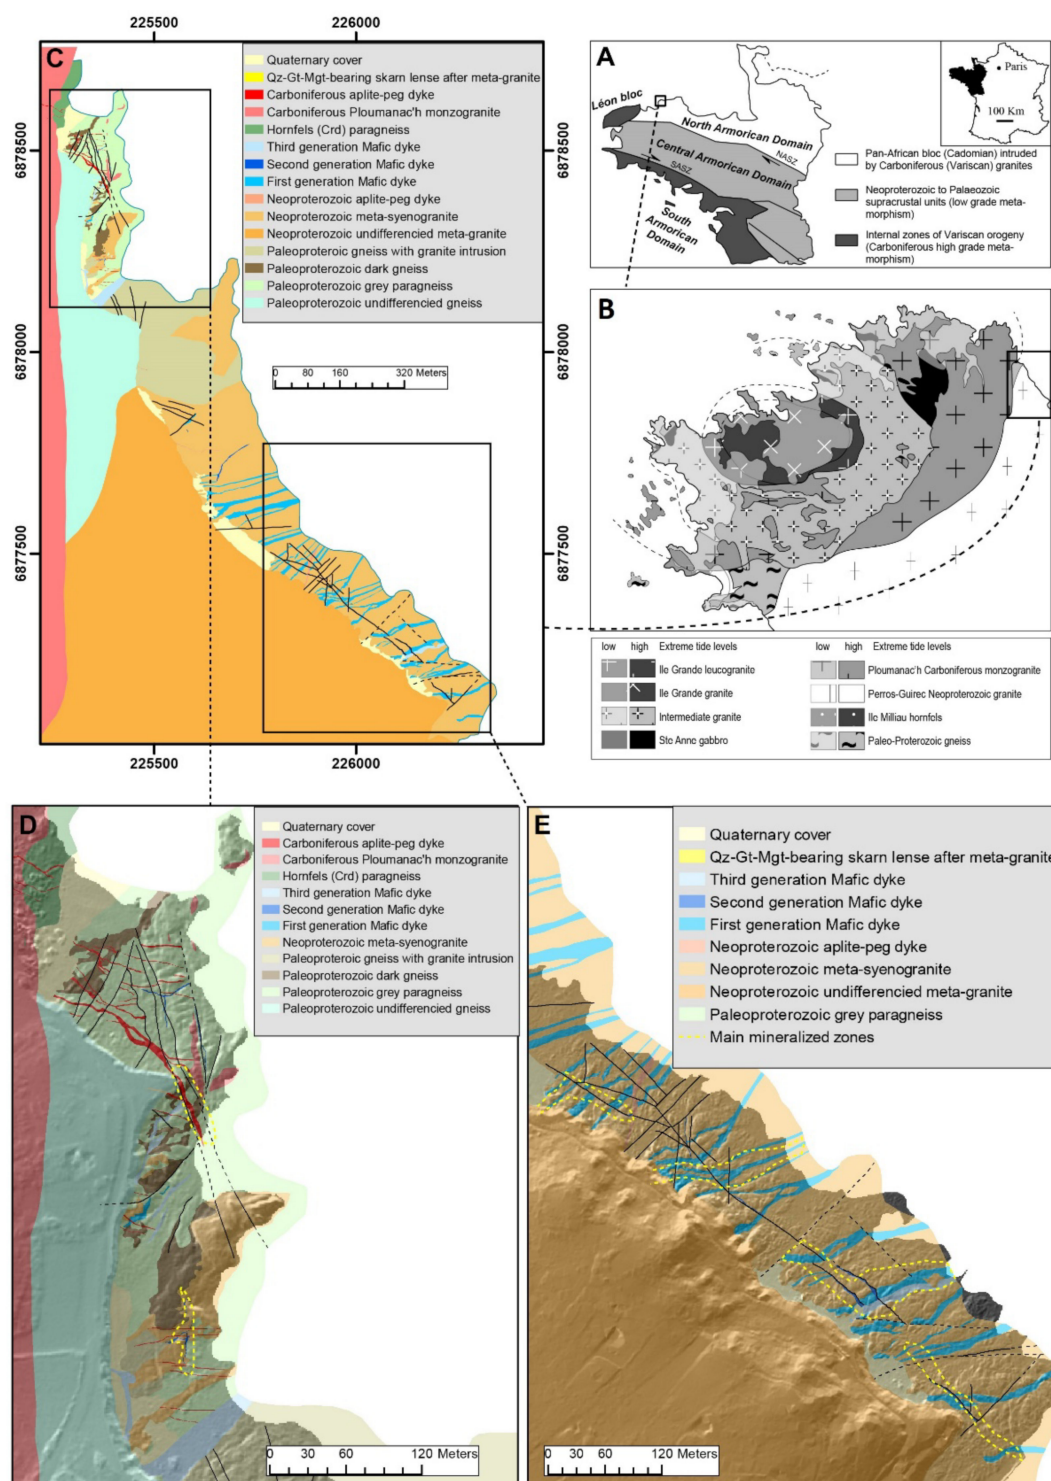 225500
226000
C
Quaternary cover
Qz-Gt-Mgt-bearing skarn lense after meta-granite
Carboniferous aplite-peg dyke
Carboniferous Ploumanac'h monzogranite
Hornfels (Crd) paragneiss
Third generation Mafic dyke
Second generation Mafic dyke
First generation Mafic dyke
Neoproterozoic aplite-peg dyke
Neoproterozoic meta-syenogranite
Neoproterozoic undifferencied meta-granite
Paleoproteroic gneiss with granite intrusion
Paleoproterozoic dark gneiss
Paleoproterozoic grey paragneiss
Paleoproterozoic undifferencied gneiss
6878500
6878000
6877500
6878500
6878000
6877500
0 80 160 320 Meters
225500
226000
A
Léon bloc
North Armorican Domain
NASZ
Central Armorican Domain
SASZ
South
Armorican
Domain
Paris
100 Km
Pan-African bloc (Cadomian) intruded
by Carboniferous (Variscan) granites
Neoproterozoic to Palaeozoic
supracrustal units (low grade meta-
morphism)
Internal zones of Variscan orogeny
(Carboniferous high grade meta-
morphism)
B
low high Extreme tide levels
Ile Grande leucogranite
Ile Grande granite
Intermediate granite
Ste Anne gabbro
low high Extreme tide levels
Ploumanac'h Carboniferous monzogranite
Perros-Guirec Neoproterozoic granite
Ile Milliau hornfels
Paleo-Proterozoic gneiss
D
Quaternary cover
Carboniferous aplite-peg dyke
Carboniferous Ploumanac'h monzogranite
Hornfels (Crd) paragneiss
Third generation Mafic dyke
Second generation Mafic dyke
First generation Mafic dyke
Neoproterozoic meta-syenogranite
Paleoproteroic gneiss with granite intrusion
Paleoproterozoic dark gneiss
Paleoproterozoic grey paragneiss
Paleoproterozoic undifferencied gneiss
0 30 60 120 Meters
E
Quaternary cover
Qz-Gt-Mgt-bearing skarn lense after meta-granite
Third generation Mafic dyke
Second generation Mafic dyke
First generation Mafic dyke
Neoproterozoic aplite-peg dyke
Neoproterozoic meta-syenogranite
Neoproterozoic undifferencied meta-granite
Paleoproterozoic grey paragneiss
Main mineralized zones
0 30 60 120 Meters